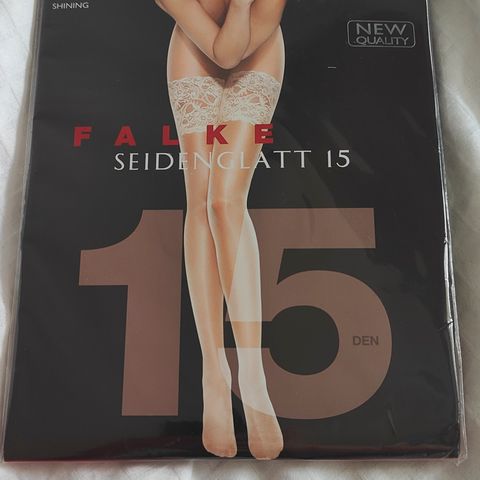 SHINING
NEW
QUALITY
FALKE
SEIDENGLATT 15
15
DEN